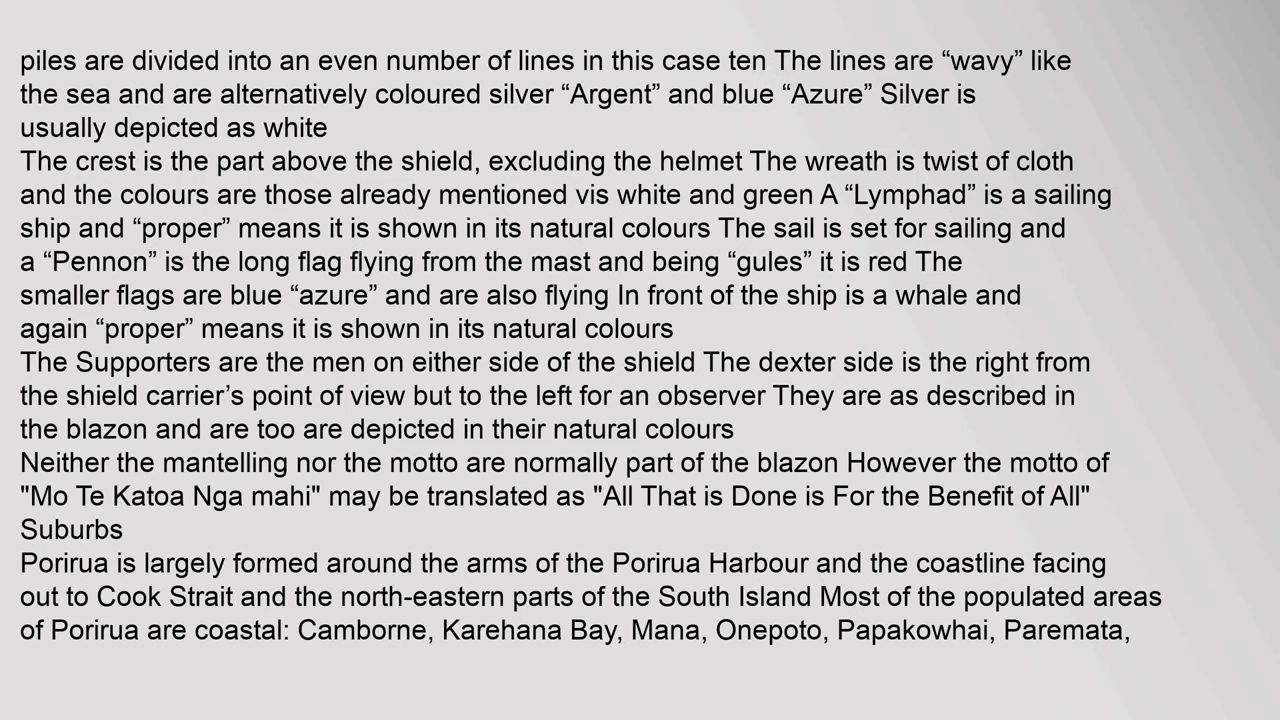 piles are divided into an even number of lines in this case ten The lines are “wavy” like
the sea and are alternatively coloured silver “Argent” and blue “Azure” Silver is
usually depicted as white
The crest is the part above the shield, excluding the helmet The wreath is twist of cloth
and the colours are those already mentioned vis white and green A “Lymphad” is a sailing
ship and “proper” means it is shown in its natural colours The sail is set for sailing and
a “Pennon” is the long flag flying from the mast and being “gules” it is red The
smaller flags are blue “azure” and are also flying In front of the ship is a whale and
again “proper” means it is shown in its natural colours
The Supporters are the men on either side of the shield The dexter side is the right from
the shield carrier’s point of view but to the left for an observer They are as described in
the blazon and are too are depicted in their natural colours
Neither the mantelling nor the motto are normally part of the blazon However the motto of
"Mo Te Katoa Nga mahi" may be translated as "All That is Done is For the Benefit of All"
Suburbs
Porirua is largely formed around the arms of the Porirua Harbour and the coastline facing
out to Cook Strait and the north-eastern parts of the South Island Most of the populated areas
of Porirua are coastal: Camborne, Karehana Bay, Mana, Onepoto, Papakowhai, Paremata,